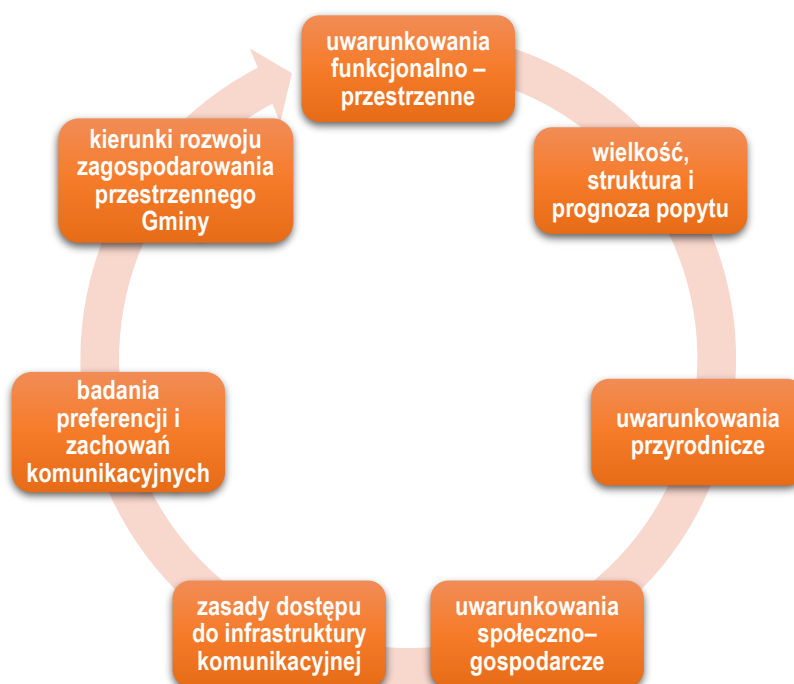 uwarunkowania
funkcjonalno –
przestrzenne
wielkość,
struktura i
prognoza popytu
uwarunkowania
przyrodnicze
uwarunkowania
społeczno–
gospodarcze
zasady dostępu
do infrastruktury
komunikacyjnej
badania
preferencji i
zachowań
komunikacyjnych
kierunki rozwoju
zagospodarowania
przestrzennego
Gminy